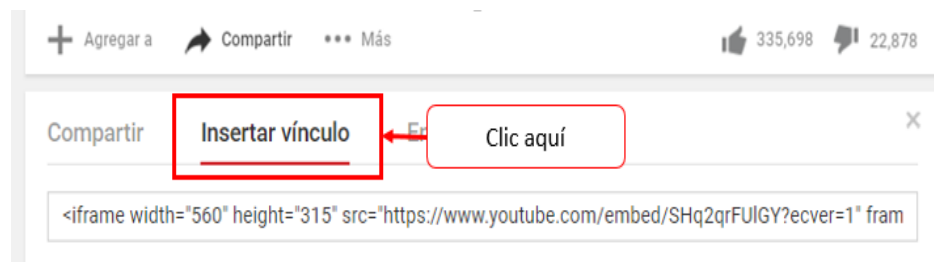 Agregar a Compartir ••• Más 335,698 22,878
Compartir Insertar vínculo Clic aquí ×
<iframe width="560" height="315" src="https://www.youtube.com/embed/SHq2qrFUlGY?ecver=1" fram